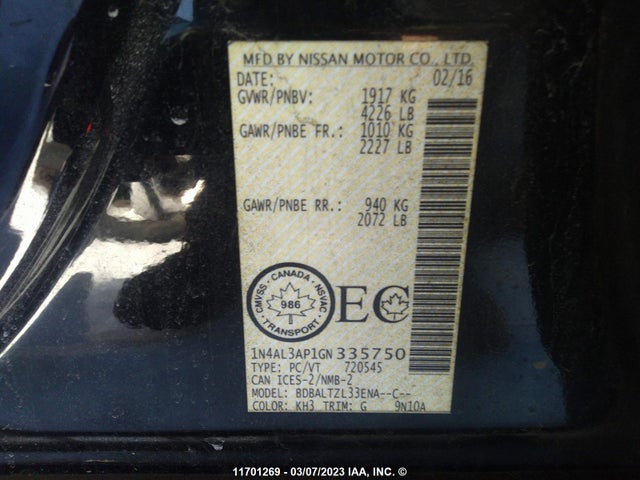 MFD BY NISSAN MOTOR CO., LTD.
DATE: 02/16
GVWR/PNBV: 1917 KG
4226 LB
GAWR/PNBE FR.: 1010 KG
2227 LB
GAWR/PNBE RR.: 940 KG
2072 LB
CMVSS · CANADA · NSVAC
986
TRANSPORT
EC
1N4AL3AP1GN 335750
TYPE: PC/VT 720545
CAN ICES-2/NMB-2
MODEL: BDBALTZL33ENA--C--
COLOR: KH3 TRIM: G 9N10A
11701269 - 03/07/2023 IAA, INC. ©